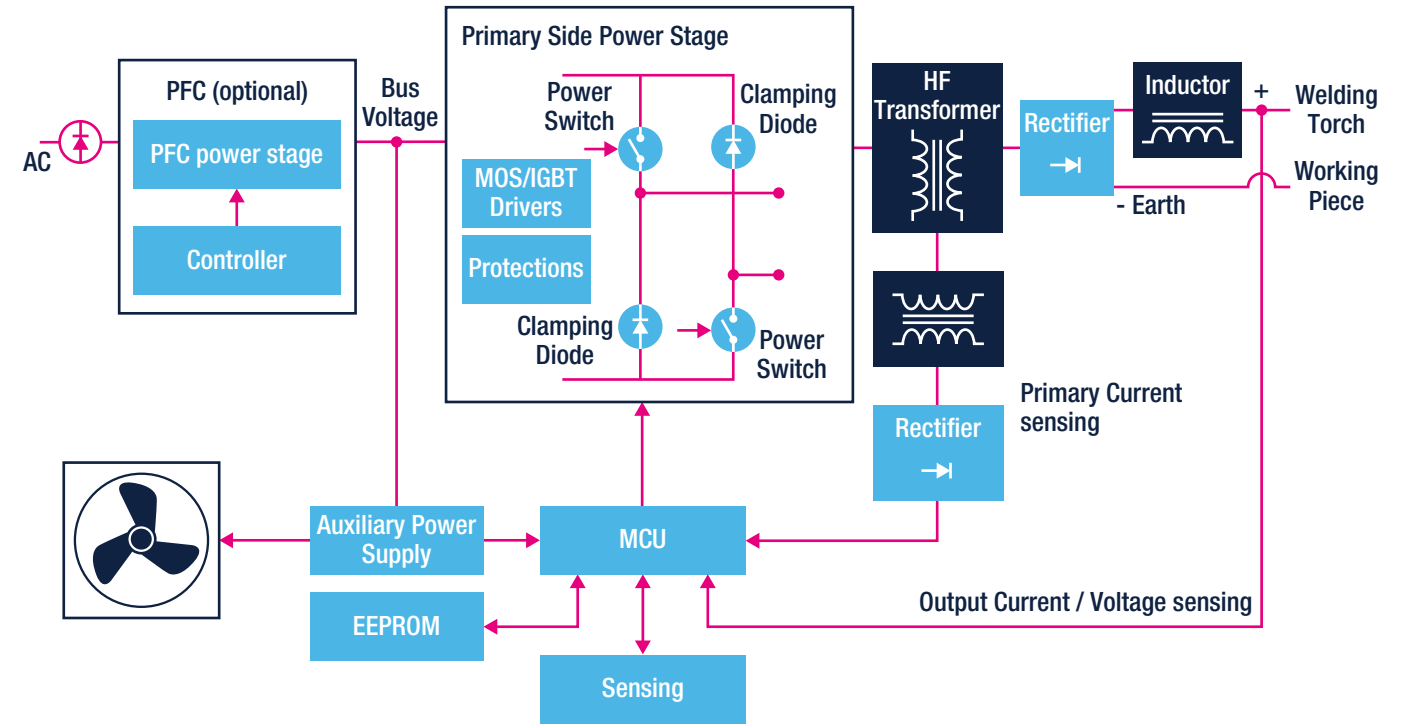 Primary Side Power Stage
PFC (optional)
Bus
Voltage
Power
Switch
Clamping
Diode
HF
Transformer
Inductor
+
Welding
Torch
Rectifier
AC
PFC power stage
MOS/IGBT
Drivers
Working
Piece
- Earth
Controller
Protections
Clamping
Diode
Power
Switch
Primary Current
sensing
Rectifier
Auxiliary Power
Supply
MCU
EEPROM
Output Current / Voltage sensing
Sensing